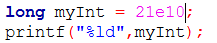 long myInt = 21e10;
printf("%ld",myInt);